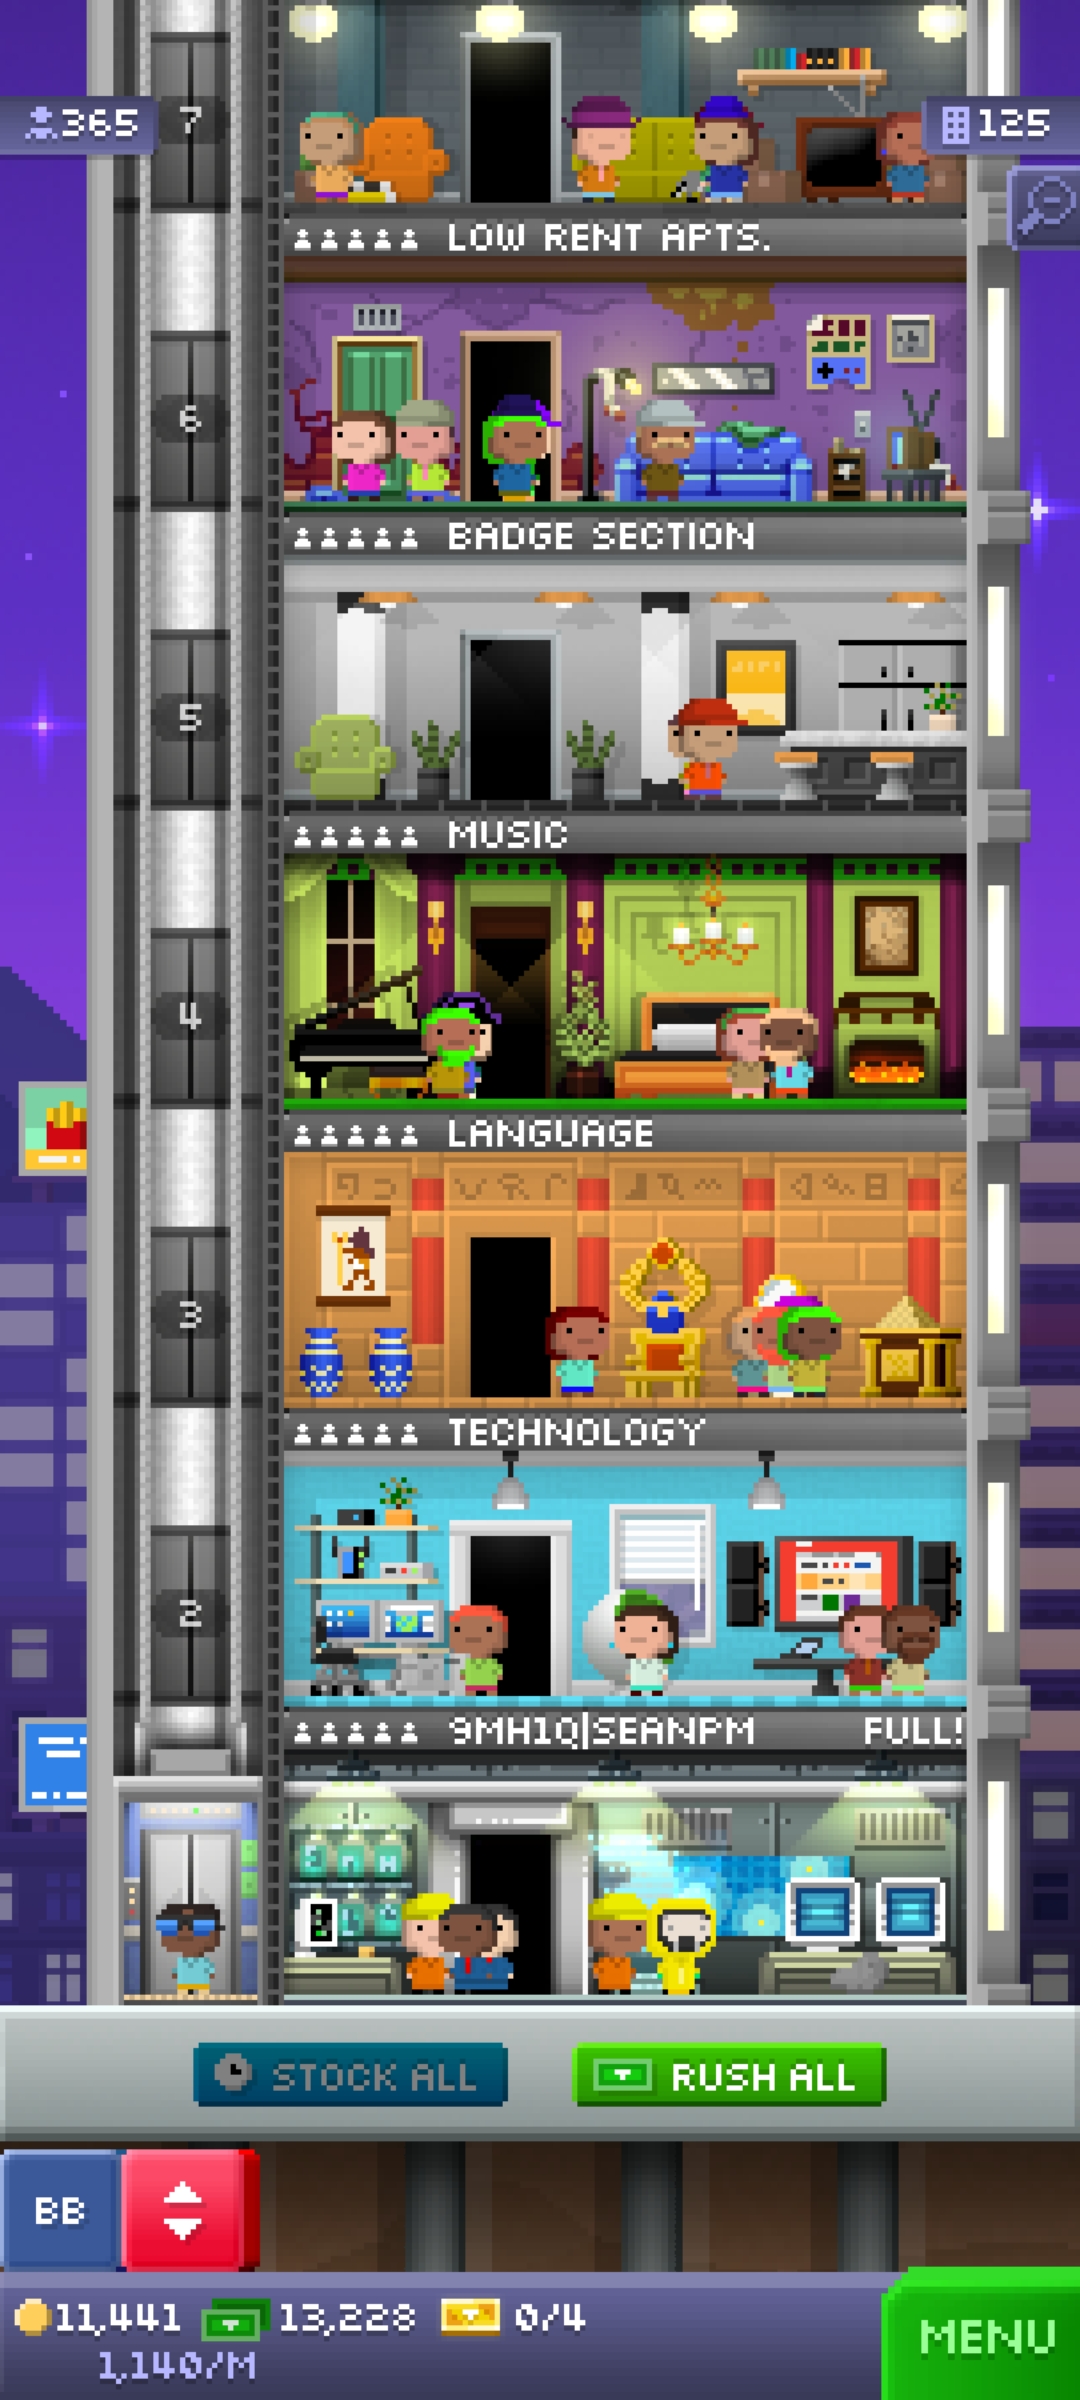 365
7
125
LOW RENT APTS.
6
BADGE SECTION
5
MUSIC
4
LANGUAGE
3
TECHNOLOGY
2
9MH1Q|SEANPM FULL!
STOCK ALL
RUSH ALL
BB
11,441
13,228
0/4
1,140/M
MENU